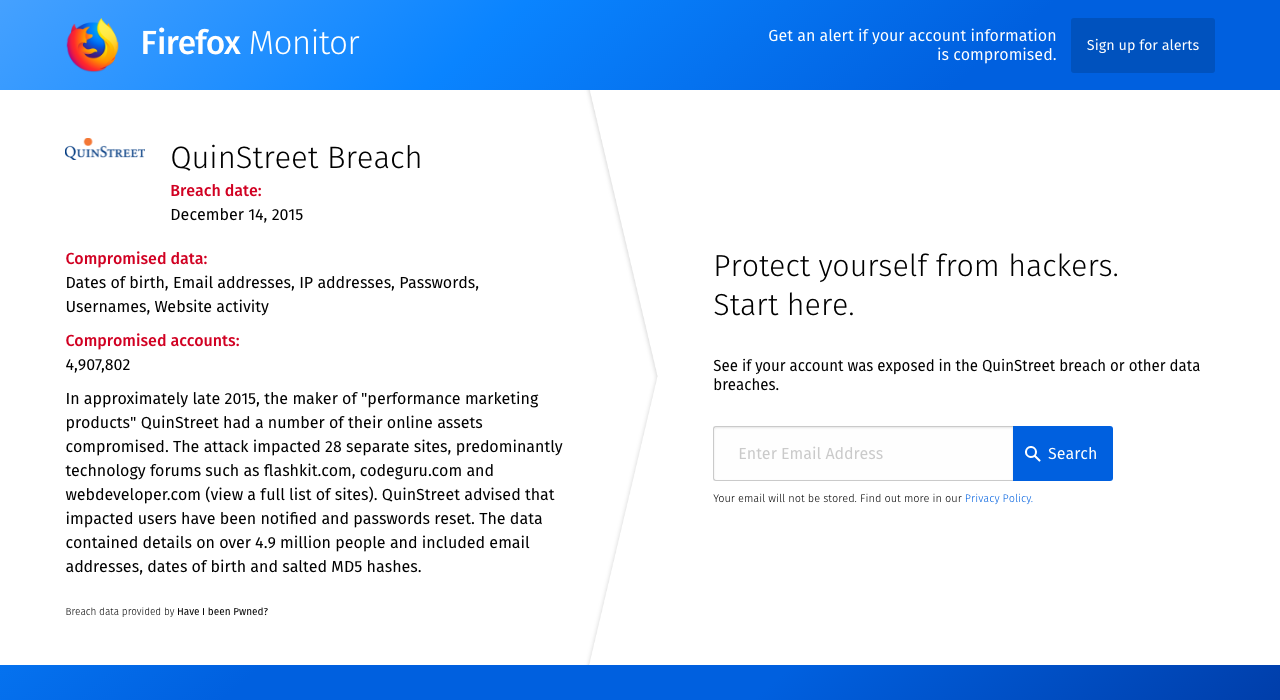 Firefox Monitor
Get an alert if your account information
is compromised.
Sign up for alerts
QUINSTREET
QuinStreet Breach
Breach date:
December 14, 2015
Compromised data:
Dates of birth, Email addresses, IP addresses, Passwords,
Usernames, Website activity
Compromised accounts:
4,907,802
In approximately late 2015, the maker of "performance marketing
products" QuinStreet had a number of their online assets
compromised. The attack impacted 28 separate sites, predominantly
technology forums such as flashkit.com, codeguru.com and
webdeveloper.com (view a full list of sites). QuinStreet advised that
impacted users have been notified and passwords reset. The data
contained details on over 4.9 million people and included email
addresses, dates of birth and salted MD5 hashes.
Breach data provided by Have I been Pwned?
Protect yourself from hackers.
Start here.
See if your account was exposed in the QuinStreet breach or other data
breaches.
Enter Email Address
Search
Your email will not be stored. Find out more in our Privacy Policy.